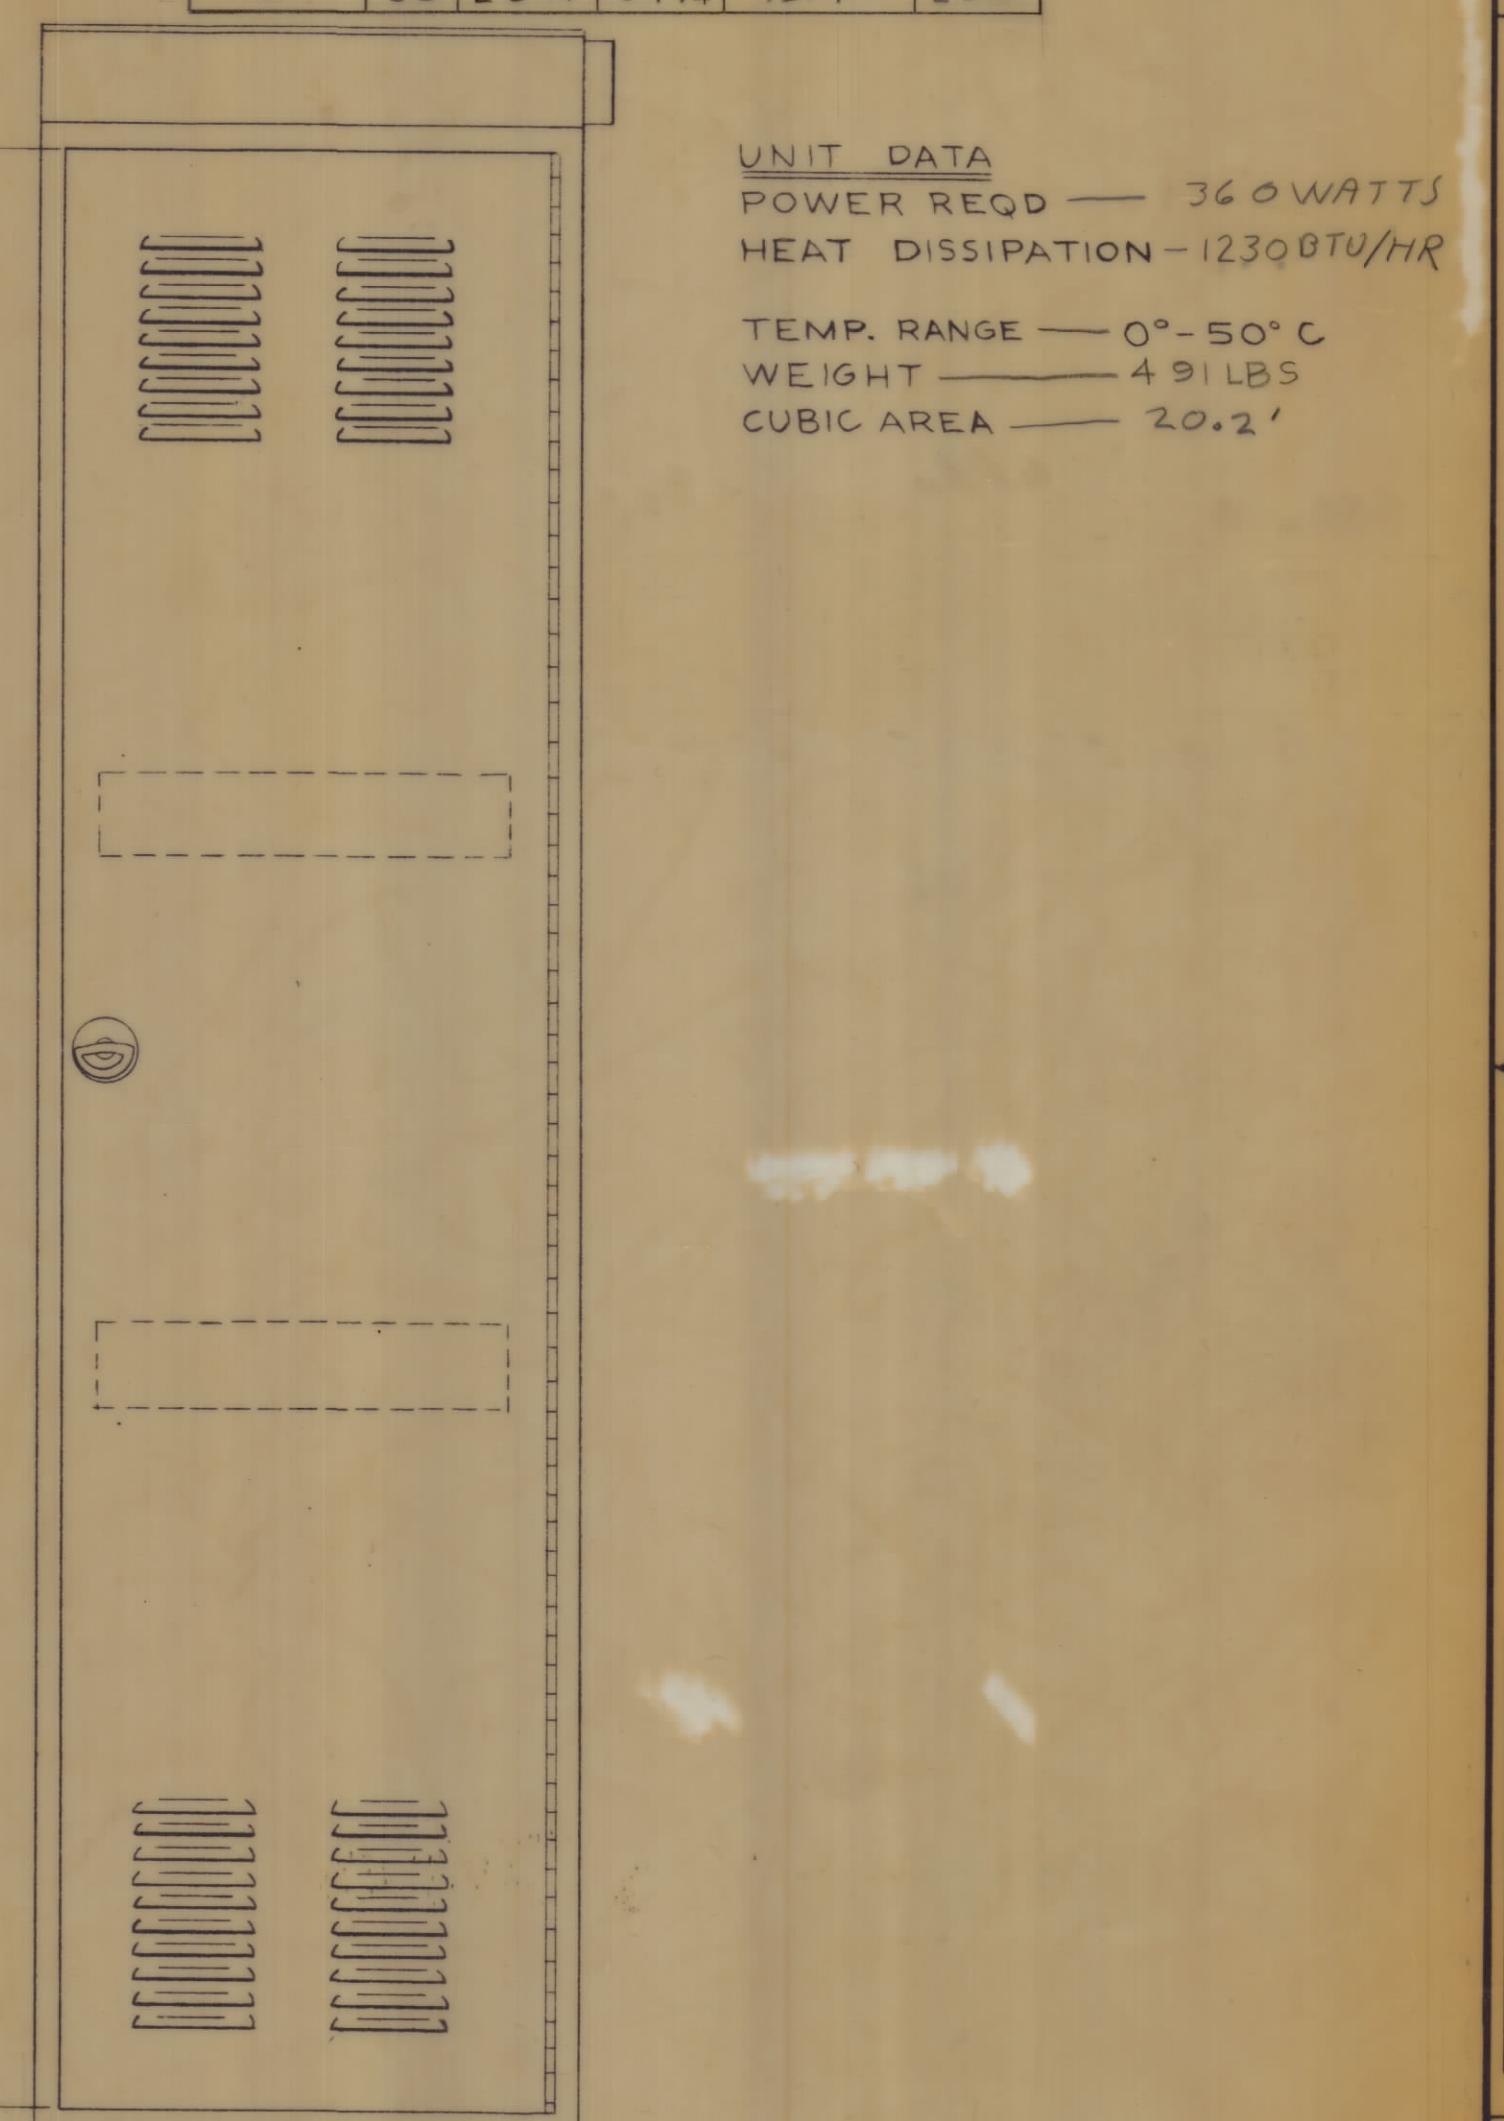 UNIT DATA
POWER REQD — 360 WATTS
HEAT DISSIPATION - 1230 BTU/HR
TEMP. RANGE — 0°-50° C
WEIGHT — 491 LBS
CUBIC AREA — 20.2'